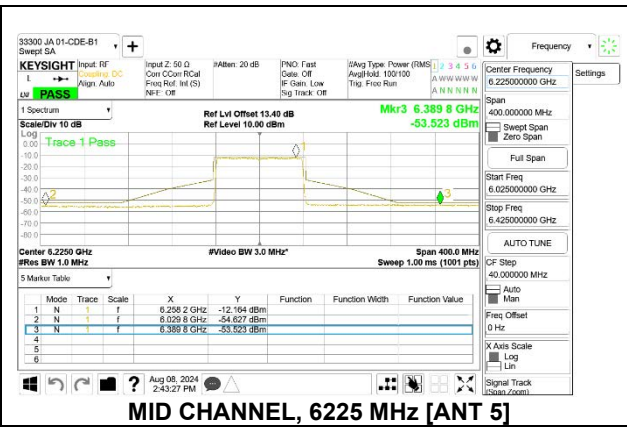 33300 JA 01-CDE-B1
Swept SA
Frequency
Settings
KEYSIGHT
Input: RF
Coupling: DC
Align: Auto
Input Z: 50 Ω
Corr CCorr RCal
Freq Ref: Int (S)
NFE: Off
#Atten: 20 dB
PNO: Fast
Gate: Off
IF Gain: Low
Sig Track: Off
#Avg Type: Power (RMS
Avg|Hold: 100/100
Trig: Free Run
1 2 3 4 5 6
A W W W W W
A N N N N N
L
PASS
1 Spectrum
Scale/Div 10 dB
Ref Lvl Offset 13.40 dB
Ref Level 10.00 dBm
Mkr3 6.389 8 GHz
-53.523 dBm
Log
Trace 1 Pass
0.00
-10.0
-20.0
-30.0
-40.0
-50.0
-60.0
-70.0
-80.0
1
2
3
Center 6.2250 GHz
#Res BW 1.0 MHz
#Video BW 3.0 MHz*
Span 400.0 MHz
Sweep 1.00 ms (1001 pts)
5 Marker Table
Mode Trace Scale X Y Function Function Width Function Value
1 N 1 f 6.258 2 GHz -12.164 dBm
2 N 1 f 6.029 8 GHz -54.627 dBm
3 N 1 f 6.389 8 GHz -53.523 dBm
4
5
6
Center Frequency
6.225000000 GHz
Span
400.000000 MHz
Swept Span
Zero Span
Full Span
Start Freq
6.025000000 GHz
Stop Freq
6.425000000 GHz
AUTO TUNE
CF Step
40.000000 MHz
Auto
Man
Freq Offset
0 Hz
X Axis Scale
Log
Lin
Signal Track
(Span Zoom)
Aug 08, 2024
2:43:27 PM
MID CHANNEL, 6225 MHz [ANT 5]